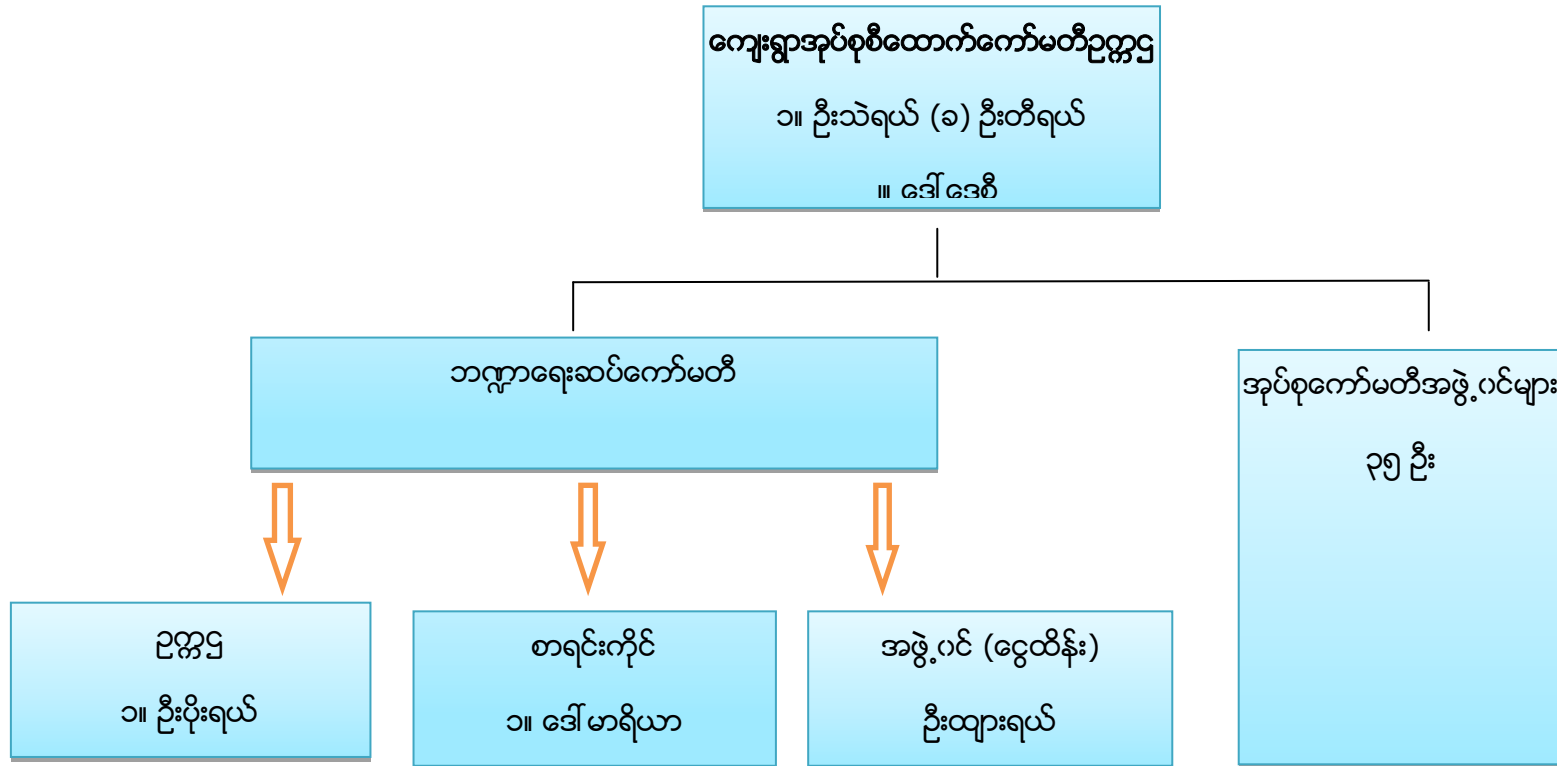 ကျေးရွာအုပ်စုစီထောက်ကော်မတီဥက္ကဌ
၁။ ဦးသဲရယ် (ခ) ဦးတီရယ်
။ ဒေါ်ဒေစီ
ဘဏ္ဍာရေးဆပ်ကော်မတီ
အုပ်စုကော်မတီအဖွဲ့ဝင်များ
၃၅ ဦး
ဥက္ကဌ
၁။ ဦးပိုးရယ်
စာရင်းကိုင်
၁။ ဒေါ်မာရိယာ
အဖွဲ့ဝင် (ငွေထိန်း)
ဦးထျားရယ်